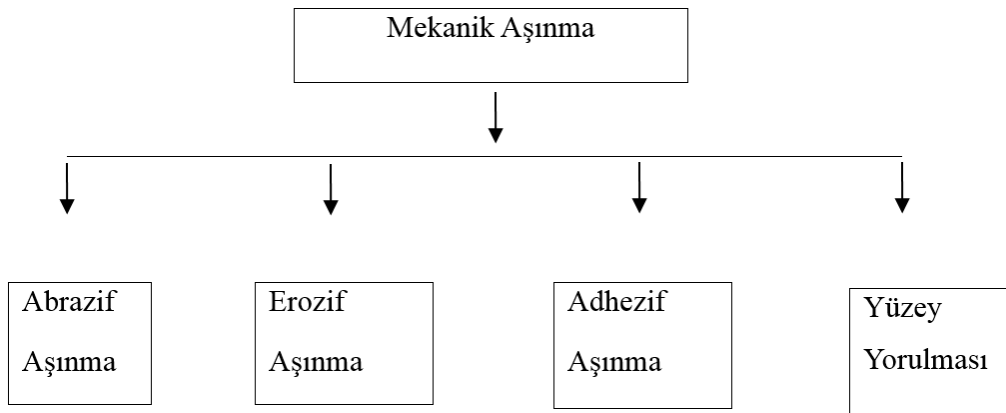 Mekanik Aşınma
Abrazif
Aşınma
Erozif
Aşınma
Adhezif
Aşınma
Yüzey
Yorulması